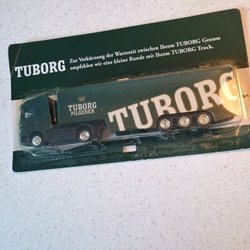 TUBORG
Zur Verkürzung der Wartezeit zwischen Ihrem TUBORG Genuss
empfehlen wir eine kleine Runde mit Ihrem TUBORG Truck.
TUBORG
PILSENER
TUBORG